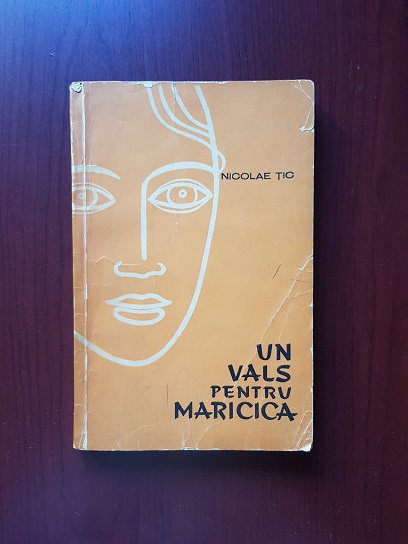 NICOLAE ȚIC
UN
VALS
PENTRU
MARICICA